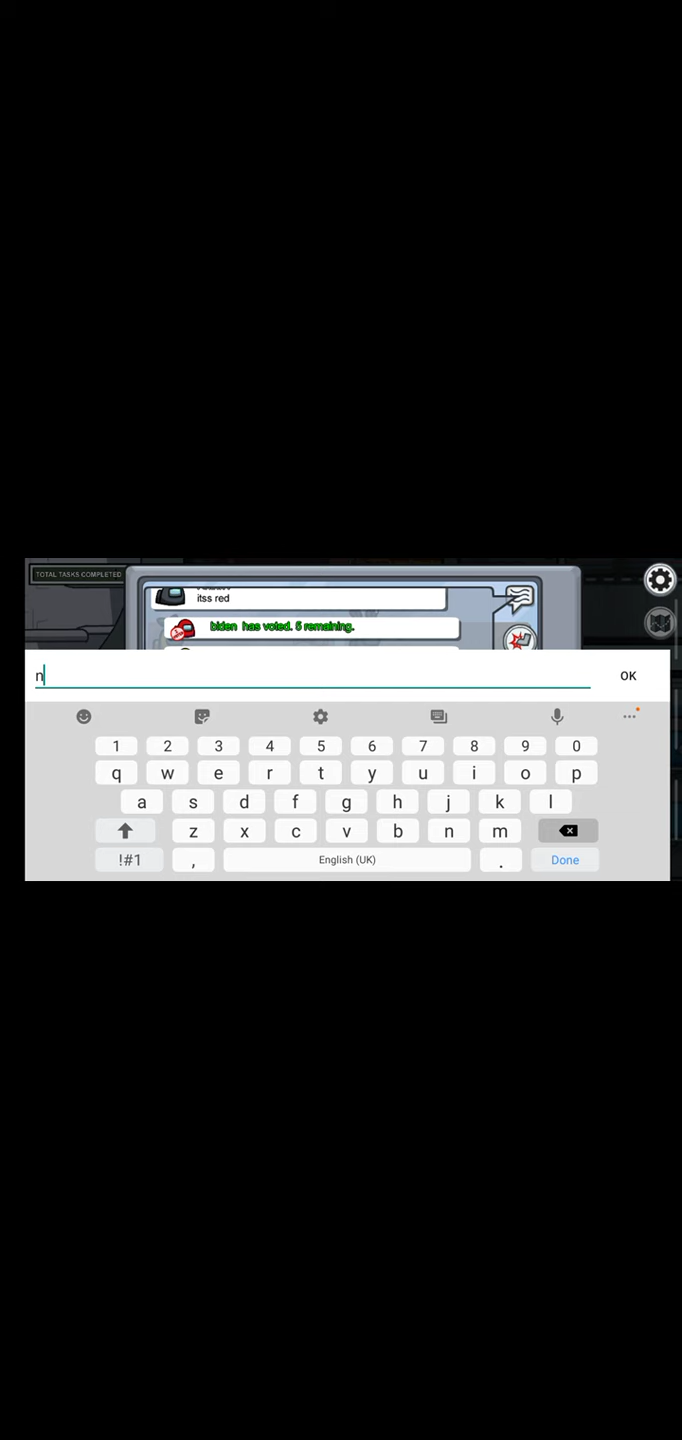 TOTAL TASKS COMPLETED
itss red
biden has voted. 5 remaining.
n
OK
1 2 3 4 5 6 7 8 9 0
q w e r t y u i o p
a s d f g h j k l
z x c v b n m
!#1 , English (UK) . Done